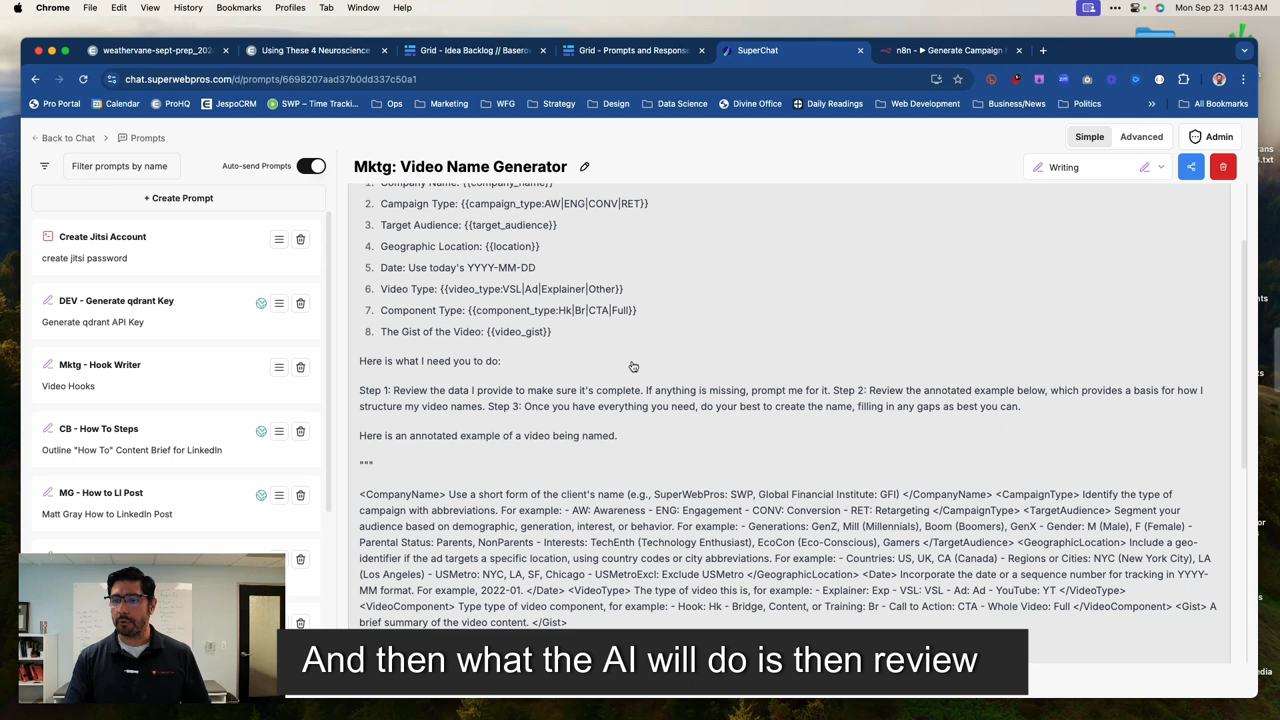 Chrome File Edit View History Bookmarks Profiles Tab Window Help
Mon Sep 23 11:43 AM
weathervane-sept-prep_202
Using These 4 Neuroscience
Grid - Idea Backlog // Basero
Grid - Prompts and Response
SuperChat
n8n - ▶ Generate Campaign
chat.superwebpros.com/d/prompts/6698207aad37b0dd337c50a1
Pro Portal Calendar ProHQ JespoCRM SWP – Time Tracki... Ops Marketing WFG Strategy Design Data Science Divine Office Daily Readings Web Development Business/News Politics » All Bookmarks
Back to Chat > Prompts
Simple Advanced Admin
Filter prompts by name
Auto-send Prompts
Mktg: Video Name Generator
Writing
+ Create Prompt
Create Jitsi Account
create jitsi password
DEV - Generate qdrant Key
Generate qdrant API Key
Mktg - Hook Writer
Video Hooks
CB - How To Steps
Outline "How To" Content Brief for LinkedIn
MG - How to LI Post
Matt Gray How to LinkedIn Post
1. Company Name: {{company_name}}
2. Campaign Type: {{campaign_type:AW|ENG|CONV|RET}}
3. Target Audience: {{target_audience}}
4. Geographic Location: {{location}}
5. Date: Use today's YYYY-MM-DD
6. Video Type: {{video_type:VSL|Ad|Explainer|Other}}
7. Component Type: {{component_type:Hk|Br|CTA|Full}}
8. The Gist of the Video: {{video_gist}}
Here is what I need you to do:
Step 1: Review the data I provide to make sure it's complete. If anything is missing, prompt me for it. Step 2: Review the annotated example below, which provides a basis for how I
structure my video names. Step 3: Once you have everything you need, do your best to create the name, filling in any gaps as best you can.
Here is an annotated example of a video being named.
"""
<CompanyName> Use a short form of the client's name (e.g., SuperWebPros: SWP, Global Financial Institute: GFI) </CompanyName> <CampaignType> Identify the type of
campaign with abbreviations. For example: - AW: Awareness - ENG: Engagement - CONV: Conversion - RET: Retargeting </CampaignType> <TargetAudience> Segment your
audience based on demographic, generation, interest, or behavior. For example: - Generations: GenZ, Mill (Millennials), Boom (Boomers), GenX - Gender: M (Male), F (Female) -
Parental Status: Parents, NonParents - Interests: TechEnth (Technology Enthusiast), EcoCon (Eco-Conscious), Gamers </TargetAudience> <GeographicLocation> Include a geo-
identifier if the ad targets a specific location, using country codes or city abbreviations. For example: - Countries: US, UK, CA (Canada) - Regions or Cities: NYC (New York City), LA
(Los Angeles) - USMetro: NYC, LA, SF, Chicago - USMetroExcl: Exclude USMetro </GeographicLocation> <Date> Incorporate the date or a sequence number for tracking in YYYY-
MM format. For example, 2022-01. </Date> <VideoType> The type of video this is, for example: - Explainer: Exp - VSL: VSL - Ad: Ad - YouTube: YT </VideoType>
<VideoComponent> Type type of video component, for example: - Hook: Hk - Bridge, Content, or Training: Br - Call to Action: CTA - Whole Video: Full </VideoComponent> <Gist> A
brief summary of the video content. </Gist>
And then what the AI will do is then review